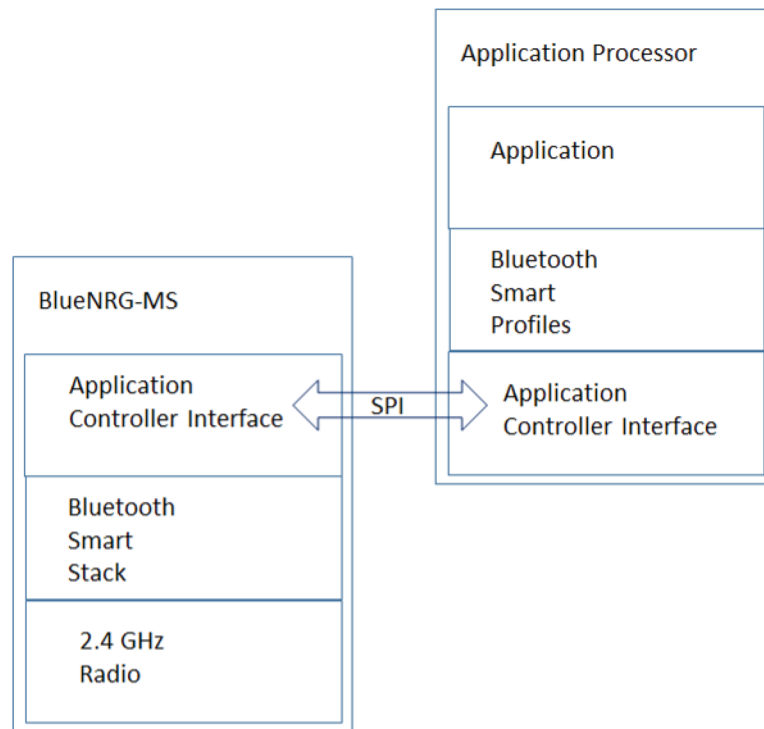 Application Processor
Application
Bluetooth
Smart
Profiles
Application
Controller Interface
SPI
BlueNRG-MS
Application
Controller Interface
Bluetooth
Smart
Stack
2.4 GHz
Radio